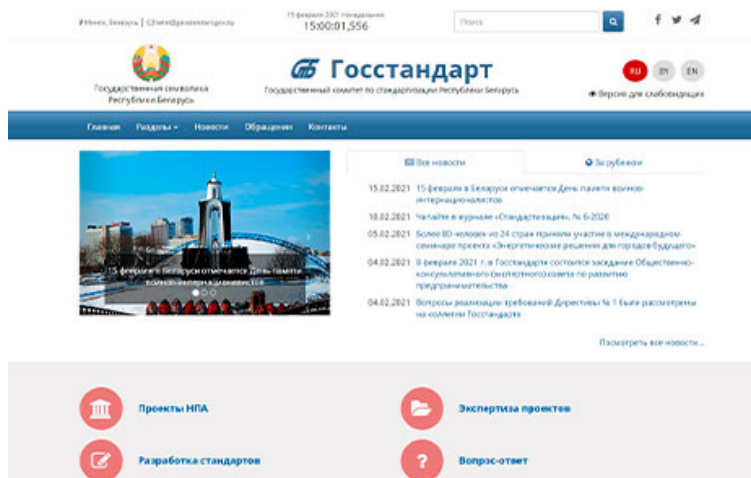 Минск, Беларусь |
15 февраля 2021 понедельник
15:00:01,556
Поиск
Государственная символика
Республики Беларусь
Госстандарт
Государственный комитет по стандартизации Республики Беларусь
RU BY EN
Версия для слабовидящих
Главная Разделы Новости Обращения Контакты
15 февраля в Беларуси отмечается День памяти
воинов-интернационалистов
Все новости За рубежом
15.02.2021 15 февраля в Беларуси отмечается День памяти воинов-
интернационалистов
10.02.2021 Читайте в журнале «Стандартизация», № 6-2020
05.02.2021 Более 80 человек из 24 стран приняли участие в международном
семинаре проекта «Энергетические решения для городов будущего»
04.02.2021 8 февраля 2021 г. в Госстандарте состоится заседание Общественно-
консультативного (экспертного) совета по развитию
предпринимательства
04.02.2021 Вопросы реализации требований Директивы № 1 были рассмотрены
на коллегии Госстандарта
Посмотреть все новости...
Проекты НПА
Экспертиза проектов
Разработка стандартов
Вопрос-ответ